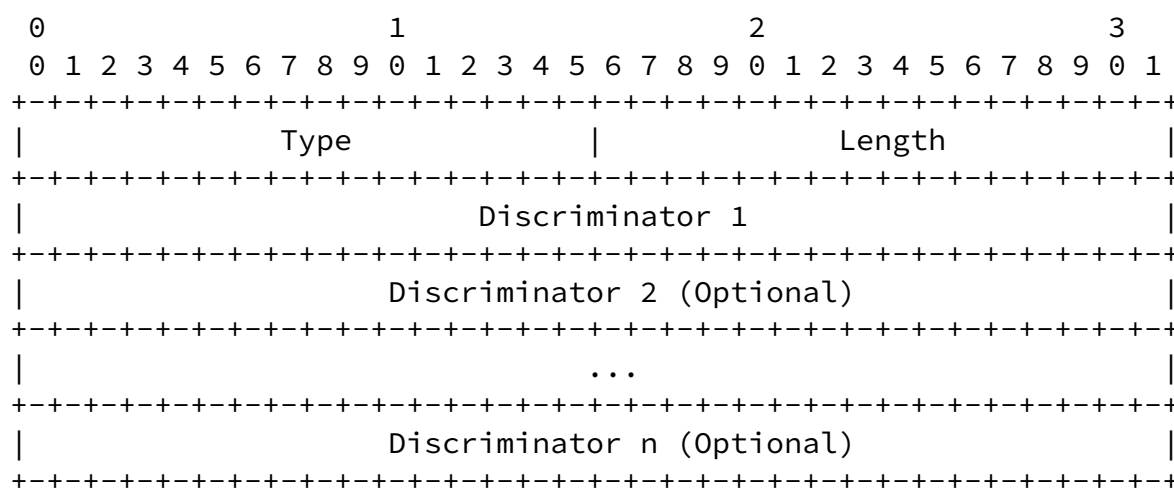 0                   1                   2                   3
 0 1 2 3 4 5 6 7 8 9 0 1 2 3 4 5 6 7 8 9 0 1 2 3 4 5 6 7 8 9 0 1
+-+-+-+-+-+-+-+-+-+-+-+-+-+-+-+-+-+-+-+-+-+-+-+-+-+-+-+-+-+-+-+-+
|              Type             |             Length            |
+-+-+-+-+-+-+-+-+-+-+-+-+-+-+-+-+-+-+-+-+-+-+-+-+-+-+-+-+-+-+-+-+
|                         Discriminator 1                       |
+-+-+-+-+-+-+-+-+-+-+-+-+-+-+-+-+-+-+-+-+-+-+-+-+-+-+-+-+-+-+-+-+
|                    Discriminator 2 (Optional)                 |
+-+-+-+-+-+-+-+-+-+-+-+-+-+-+-+-+-+-+-+-+-+-+-+-+-+-+-+-+-+-+-+-+
|                               ...                             |
+-+-+-+-+-+-+-+-+-+-+-+-+-+-+-+-+-+-+-+-+-+-+-+-+-+-+-+-+-+-+-+-+
|                    Discriminator n (Optional)                 |
+-+-+-+-+-+-+-+-+-+-+-+-+-+-+-+-+-+-+-+-+-+-+-+-+-+-+-+-+-+-+-+-+